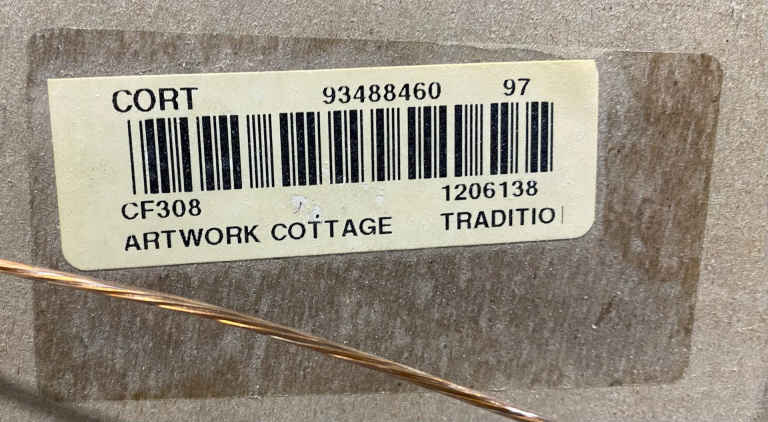 CORT 93488460 97
CF308 1206138
ARTWORK COTTAGE TRADITIO